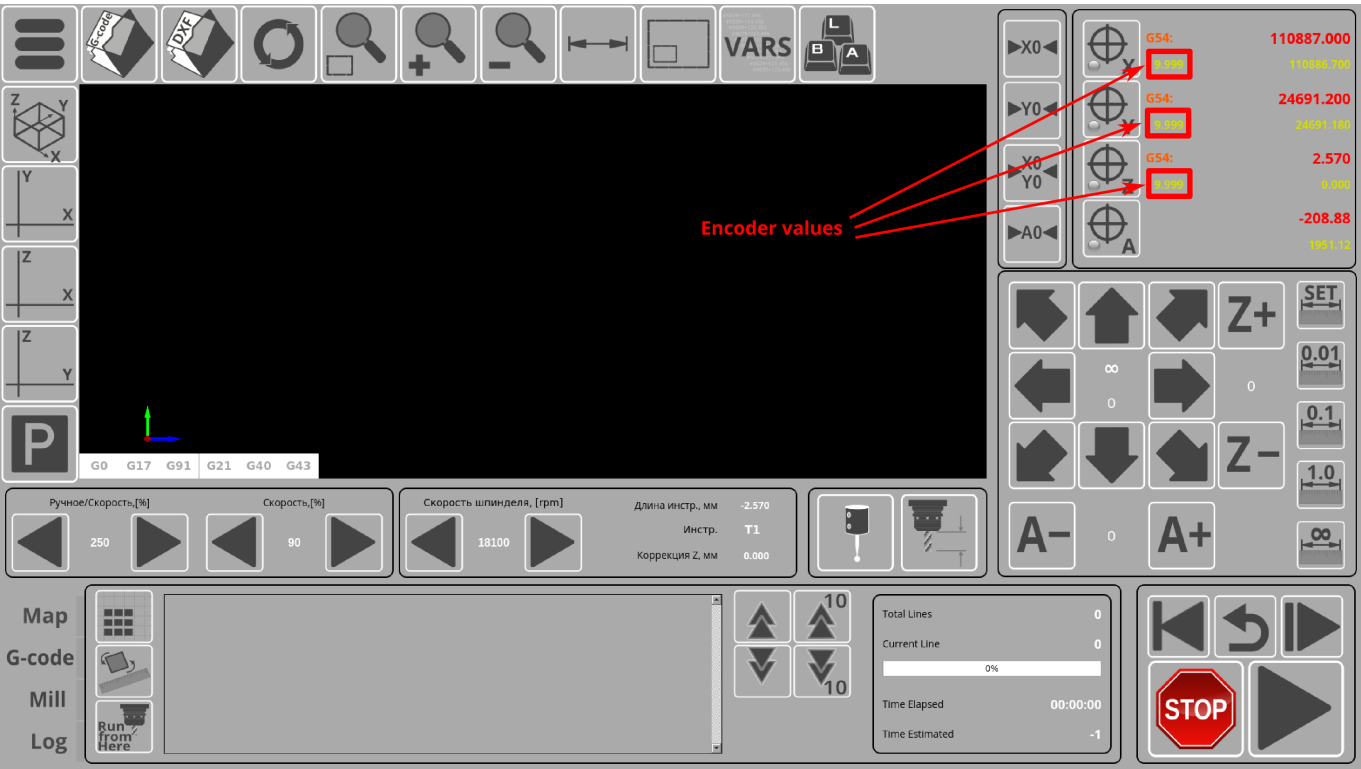 G-code
DXF
VARS
L
B
A
Z
Y
X
Y
X
Z
X
Z
Y
P
G0 G17 G91 G21 G40 G43
Encoder values
X0
Y0
X0
Y0
A0
X
G54: 110887.000
9.999 110886.700
Y
G54: 24691.200
9.999 24691.180
Z
G54: 2.570
9.999 0.000
A
-208.88
1951.12
Z+
SET
0.01
∞
0
0
0.1
Z−
1.0
A−
0
A+
∞
Ручное/Скорость,[%]
250
Скорость,[%]
90
Скорость шпинделя, [rpm]
18100
Длина инстр., мм -2.570
Инстр. T1
Коррекция Z, мм 0.000
Map
G-code
Mill
Log
Run
from
Here
10
10
Total Lines 0
Current Line 0
0%
Time Elapsed 00:00:00
Time Estimated -1
STOP